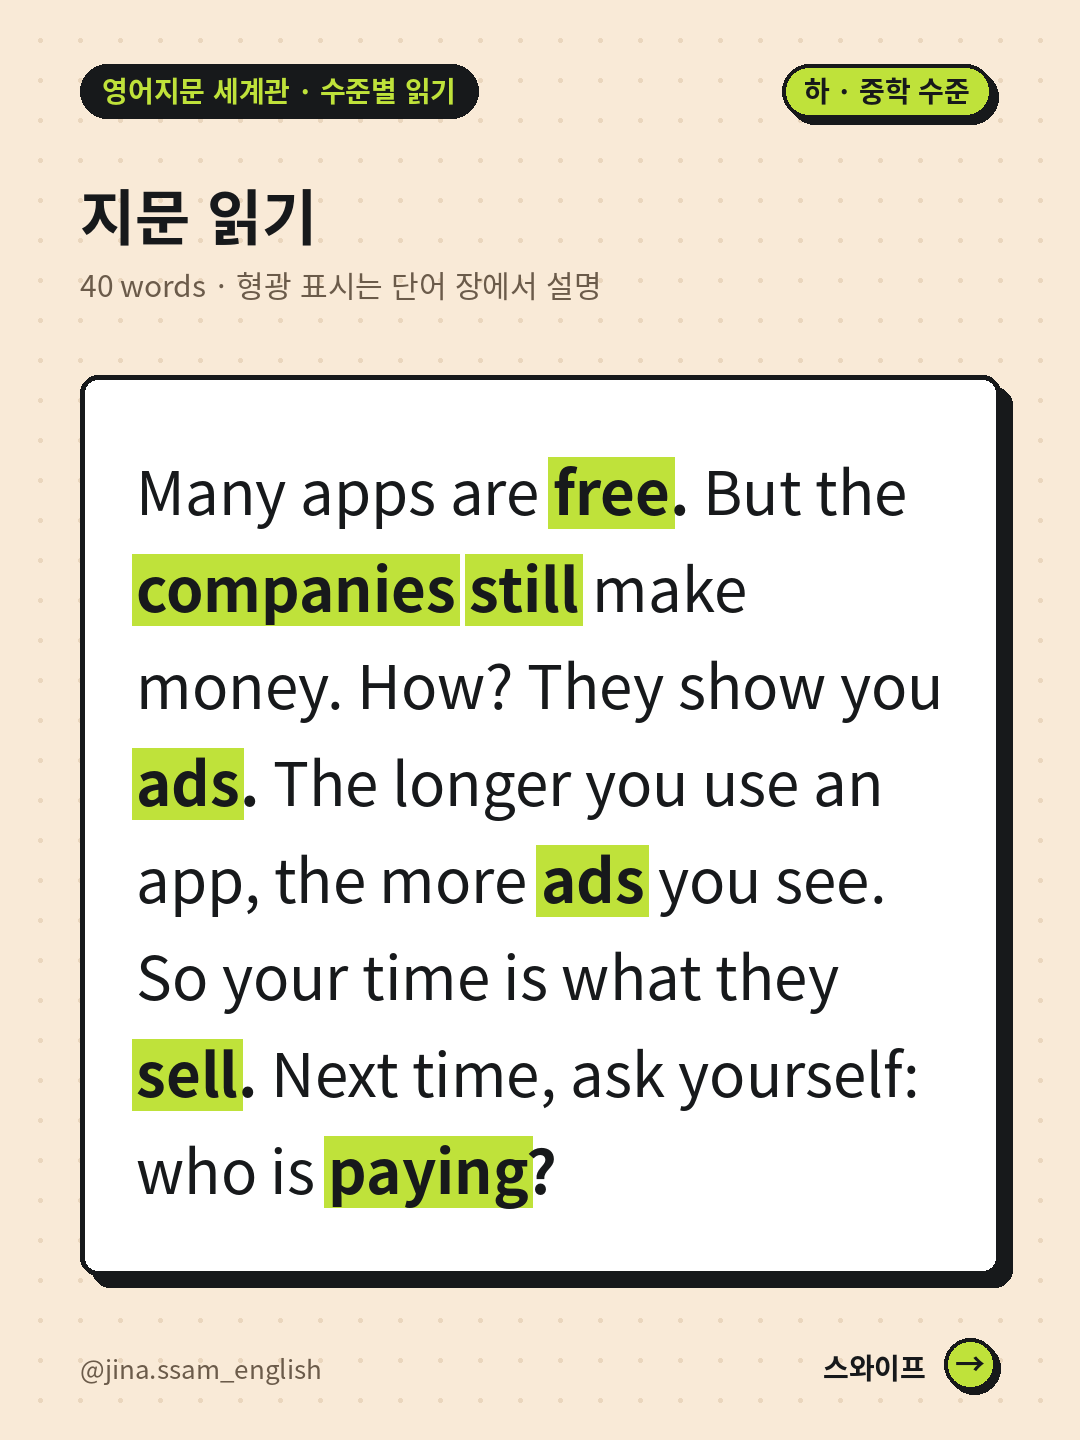 영어지문 세계관 · 수준별 읽기
하 · 중학 수준
지문 읽기
40 words · 형광 표시는 단어 장에서 설명
Many apps are free. But the
companies still make
money. How? They show you
ads. The longer you use an
app, the more ads you see.
So your time is what they
sell. Next time, ask yourself:
who is paying?
@jina.ssam_english
스와이프 →